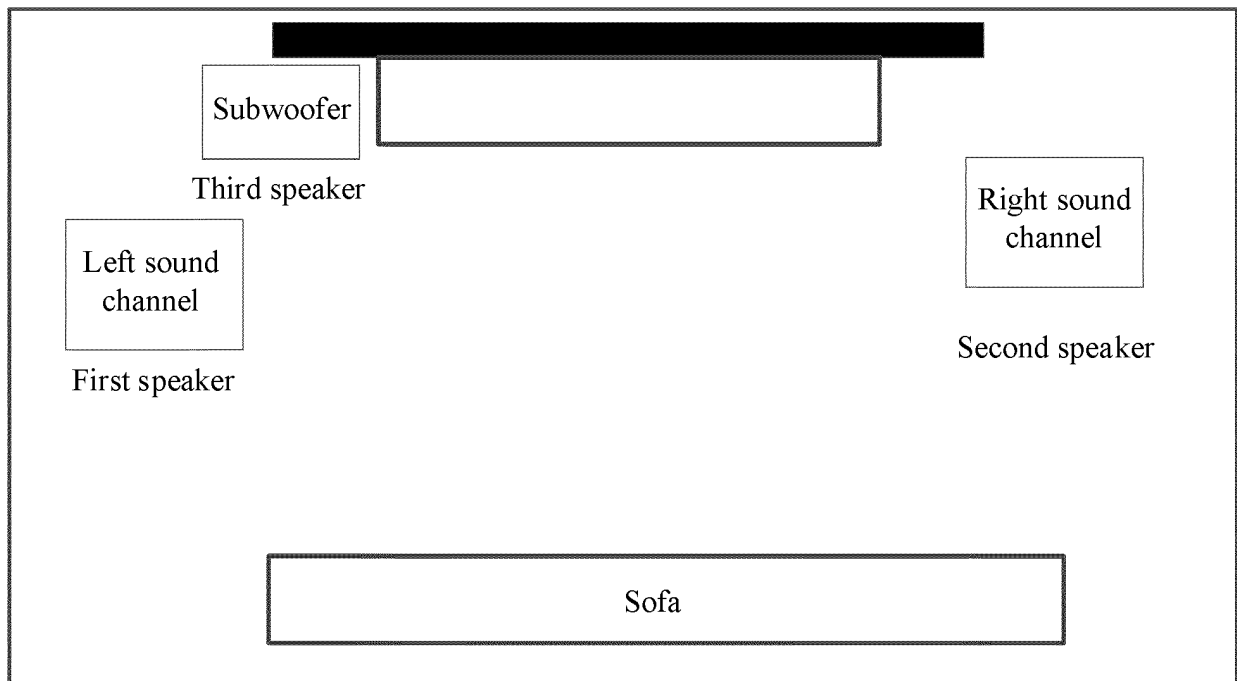 Subwoofer
Third speaker
Left sound
channel
First speaker
Right sound
channel
Second speaker
Sofa